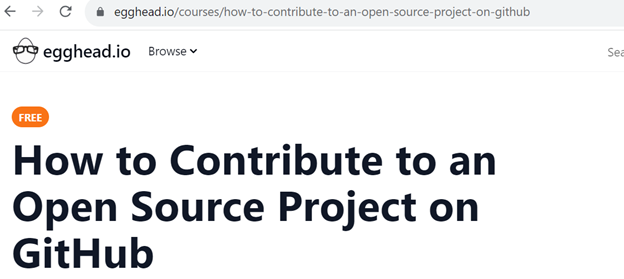 egghead.io/courses/how-to-contribute-to-an-open-source-project-on-github
egghead.io Browse
Sea
FREE
How to Contribute to an
Open Source Project on
GitHub